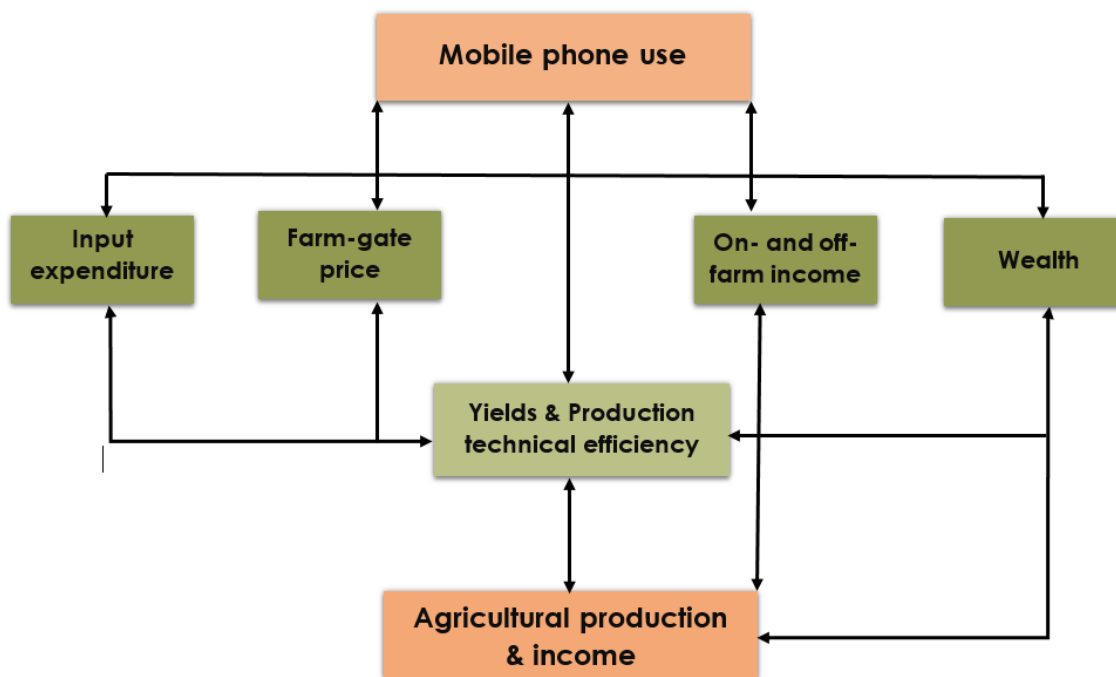 Mobile phone use
Input
expenditure
Farm-gate
price
On- and off-
farm income
Wealth
Yields & Production
technical efficiency
Agricultural production
& income